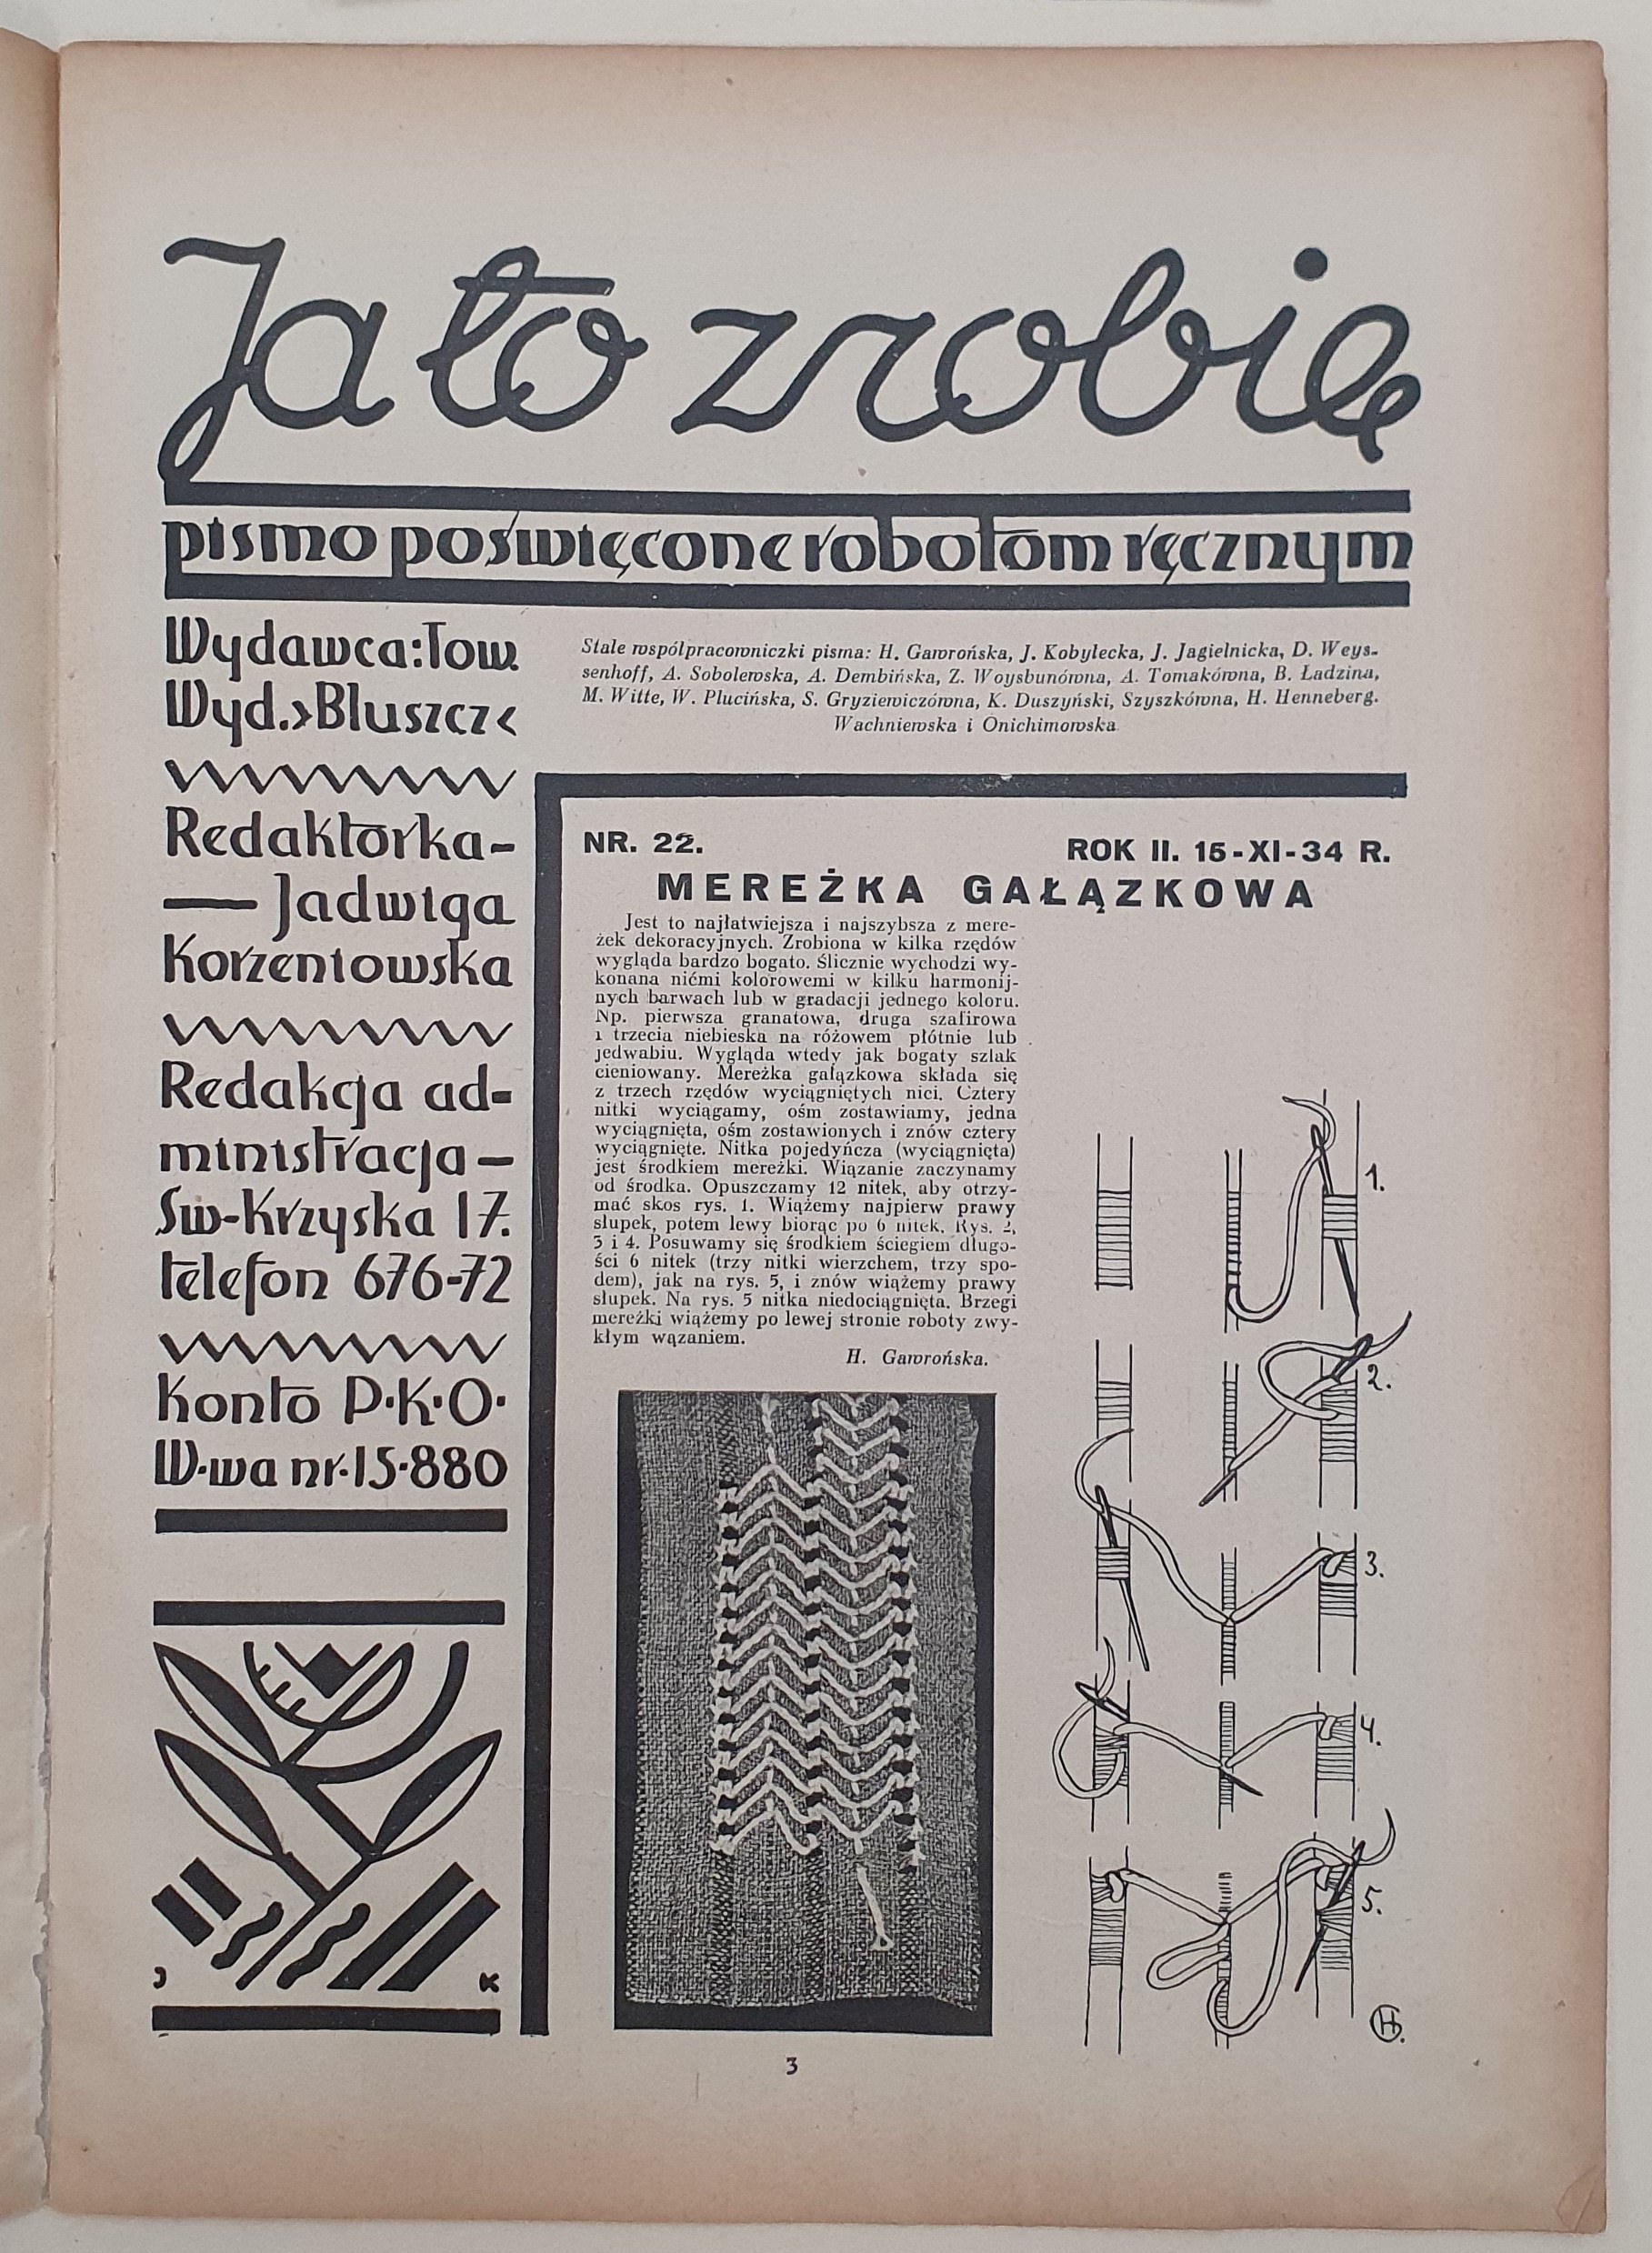 Ja to zrobię
pismo poświęcone robotom ręcznym
Wydawca: Tow.
Wyd. >Bluszcz<
Redaktorka-
— Jadwiga
Korzeniowska
Redakcja ad-
ministracja —
Św-Krzyska 17.
telefon 676-72
Konto P·K·O·
W-wa nr·15·880
J K
Stałe współpracowniczki pisma: H. Gawrońska, J. Kobylecka, J. Jagielnicka, D. Weys-
senhoff, A. Sobolewska, A. Dembińska, Z. Woysbunówna, A. Tomakówna, B. Ładzina,
M. Witte, W. Plucińska, S. Gryziewiczówna, K. Duszyński, Szyszkówna, H. Henneberg.
Wachniewska i Onichimowska
NR. 22.
ROK II. 15-XI-34 R.
MEREŻKA GAŁĄZKOWA
Jest to najłatwiejsza i najszybsza z mere-
żek dekoracyjnych. Zrobiona w kilka rzędów
wygląda bardzo bogato. Ślicznie wychodzi wy-
konana nićmi kolorowemi w kilku harmonij-
nych barwach lub w gradacji jednego koloru.
Np. pierwsza granatowa, druga szafirowa
i trzecia niebieska na różowem płótnie lub
jedwabiu. Wygląda wtedy jak bogaty szlak
cieniowany. Mereżka gałązkowa składa się
z trzech rzędów wyciągniętych nici. Cztery
nitki wyciągamy, ośm zostawiamy, jedna
wyciągnięta, ośm zostawionych i znów cztery
wyciągnięte. Nitka pojedyńcza (wyciągnięta)
jest środkiem mereżki. Wiązanie zaczynamy
od środka. Opuszczamy 12 nitek, aby otrzy-
mać skos rys. 1. Wiążemy najpierw prawy
słupek, potem lewy biorąc po 6 nitek. Rys. 2,
3 i 4. Posuwamy się środkiem ściegiem długo-
ści 6 nitek (trzy nitki wierzchem, trzy spo-
dem), jak na rys. 5, i znów wiążemy prawy
słupek. Na rys. 5 nitka niedociągnięta. Brzegi
mereżki wiążemy po lewej stronie roboty zwy-
kłym wązaniem.
H. Gawrońska.
1.
2.
3.
4.
5.
HG.
3